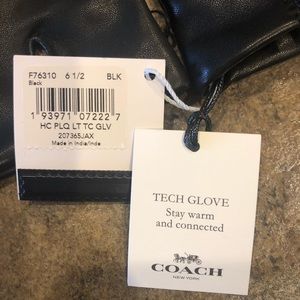 F76310 6 1/2 BLK
Black
1 93971 07222 7
HC PLQ LT TC GLV
207365JAX
Made in India/Inde
TECH GLOVE
Stay warm
and connected
COACH
NEW YORK